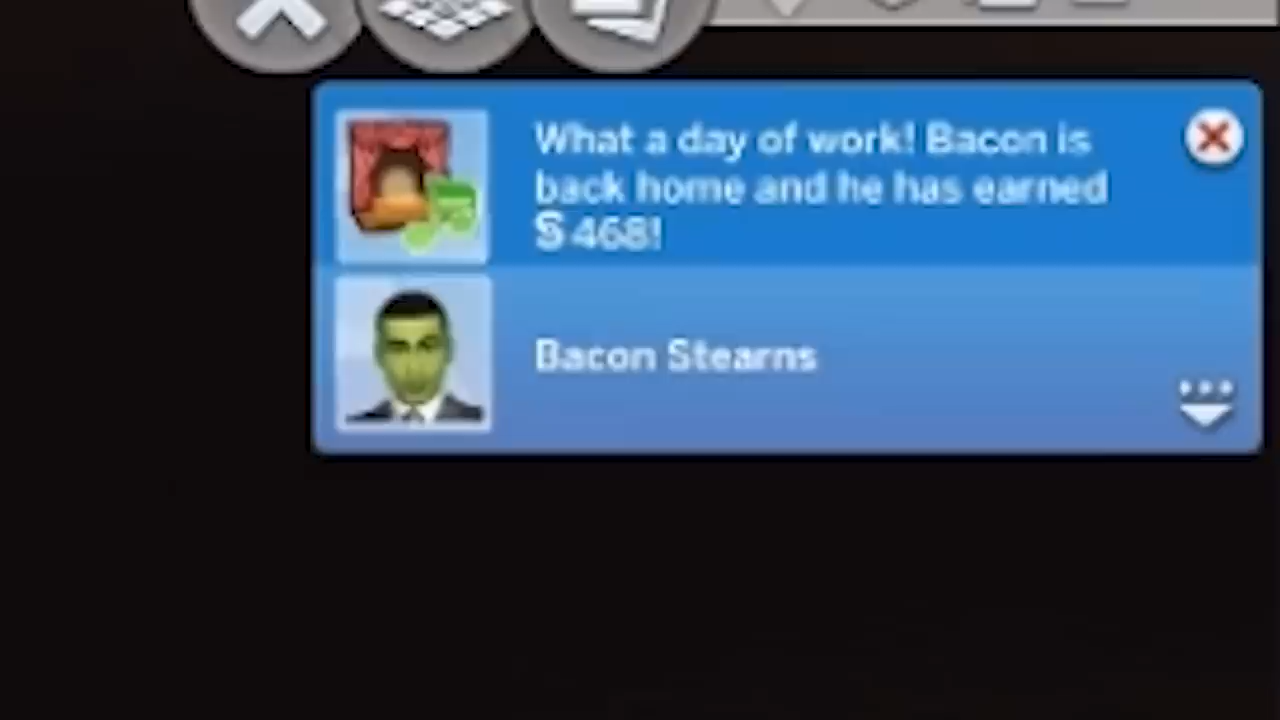 What a day of work! Bacon is
back home and he has earned
§468!
Bacon Stearns